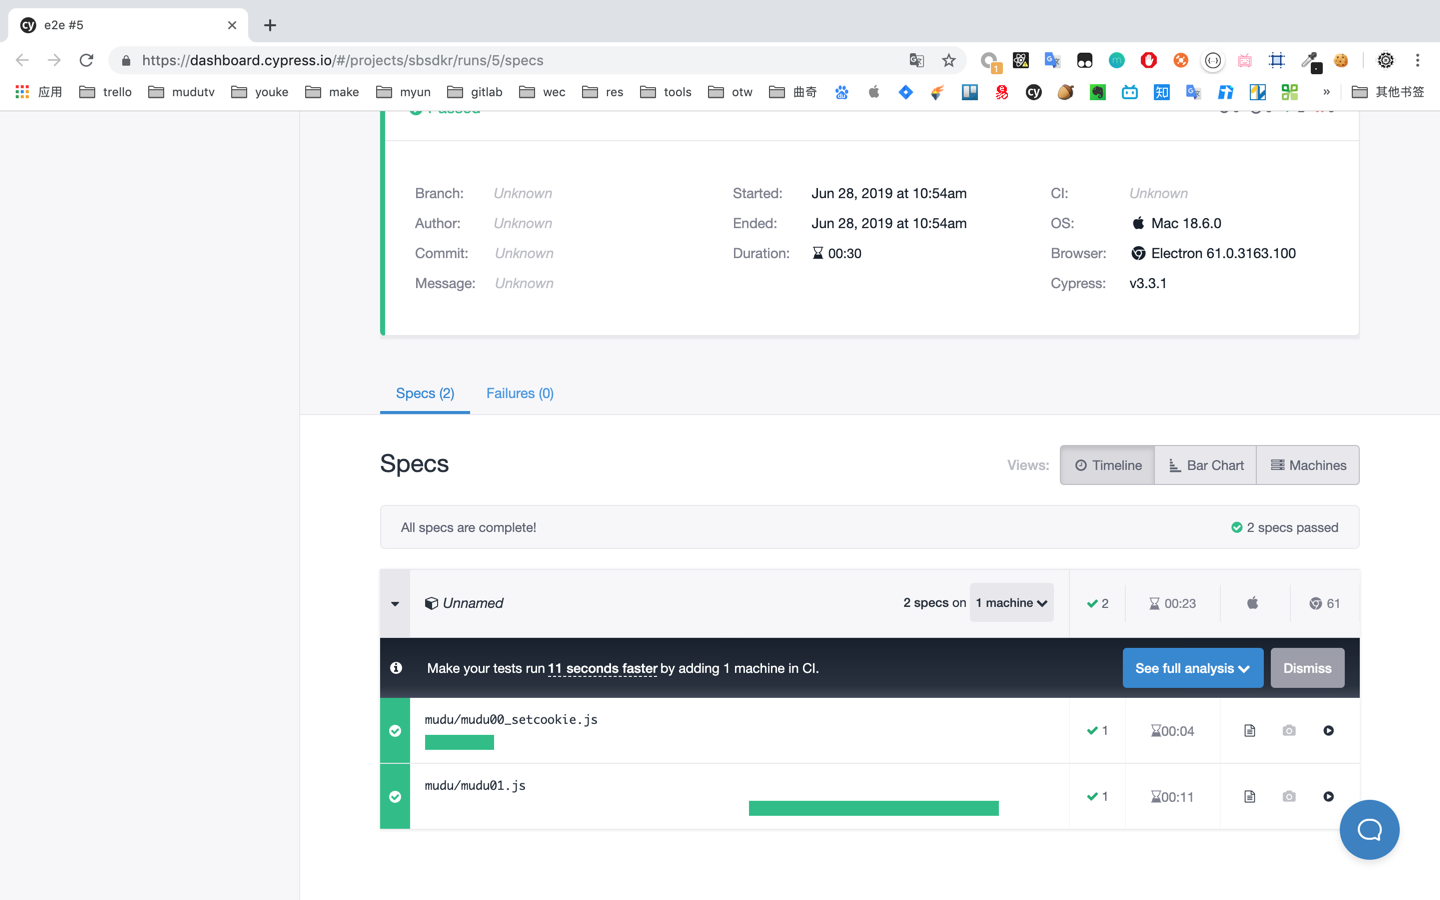 e2e #5
https://dashboard.cypress.io/#/projects/sbsdkr/runs/5/specs
应用 trello mudutv youke make myun gitlab wec res tools otw 曲奇 » 其他书签
Passed
Branch: Unknown Started: Jun 28, 2019 at 10:54am CI: Unknown
Author: Unknown Ended: Jun 28, 2019 at 10:54am OS: Mac 18.6.0
Commit: Unknown Duration: 00:30 Browser: Electron 61.0.3163.100
Message: Unknown Cypress: v3.3.1
Specs (2) Failures (0)
Specs Views: Timeline Bar Chart Machines
All specs are complete! 2 specs passed
Unnamed 2 specs on 1 machine 2 00:23 61
Make your tests run 11 seconds faster by adding 1 machine in CI. See full analysis Dismiss
mudu/mudu00_setcookie.js 1 00:04
mudu/mudu01.js 1 00:11